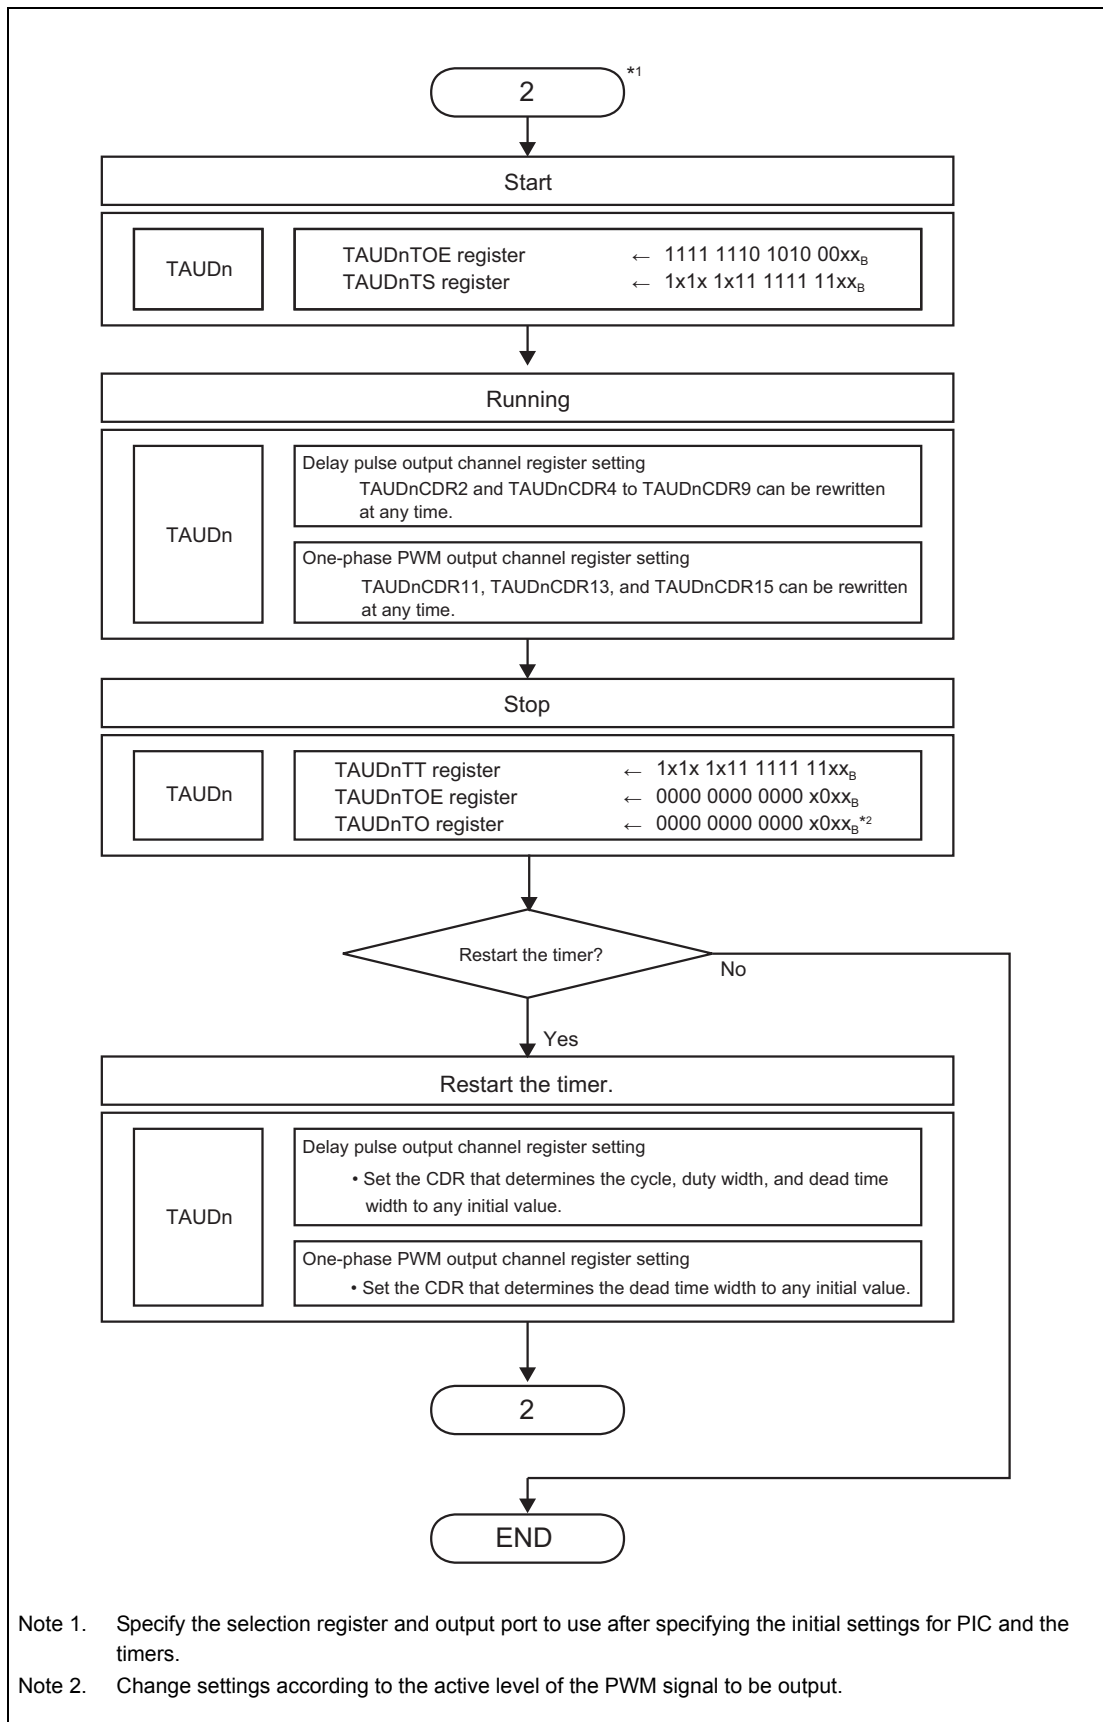 2 *1
Start
TAUDn
TAUDnTOE register ← 1111 1110 1010 00xxB
TAUDnTS register ← 1x1x 1x11 1111 11xxB
Running
TAUDn
Delay pulse output channel register setting
TAUDnCDR2 and TAUDnCDR4 to TAUDnCDR9 can be rewritten
at any time.
One-phase PWM output channel register setting
TAUDnCDR11, TAUDnCDR13, and TAUDnCDR15 can be rewritten
at any time.
Stop
TAUDn
TAUDnTT register ← 1x1x 1x11 1111 11xxB
TAUDnTOE register ← 0000 0000 0000 x0xxB
TAUDnTO register ← 0000 0000 0000 x0xxB*2
Restart the timer?
No
Yes
Restart the timer.
TAUDn
Delay pulse output channel register setting
• Set the CDR that determines the cycle, duty width, and dead time
width to any initial value.
One-phase PWM output channel register setting
• Set the CDR that determines the dead time width to any initial value.
2
END
Note 1. Specify the selection register and output port to use after specifying the initial settings for PIC and the
timers.
Note 2. Change settings according to the active level of the PWM signal to be output.